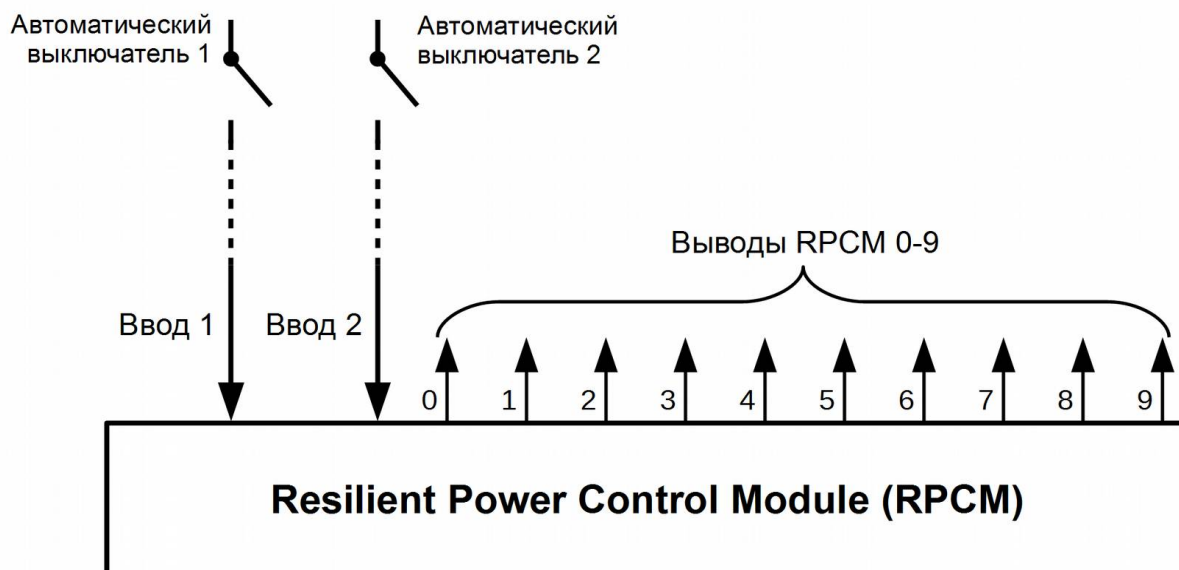 Автоматический
выключатель 1
Автоматический
выключатель 2
Выводы RPCM 0-9
Ввод 1
Ввод 2
0 1 2 3 4 5 6 7 8 9
Resilient Power Control Module (RPCM)